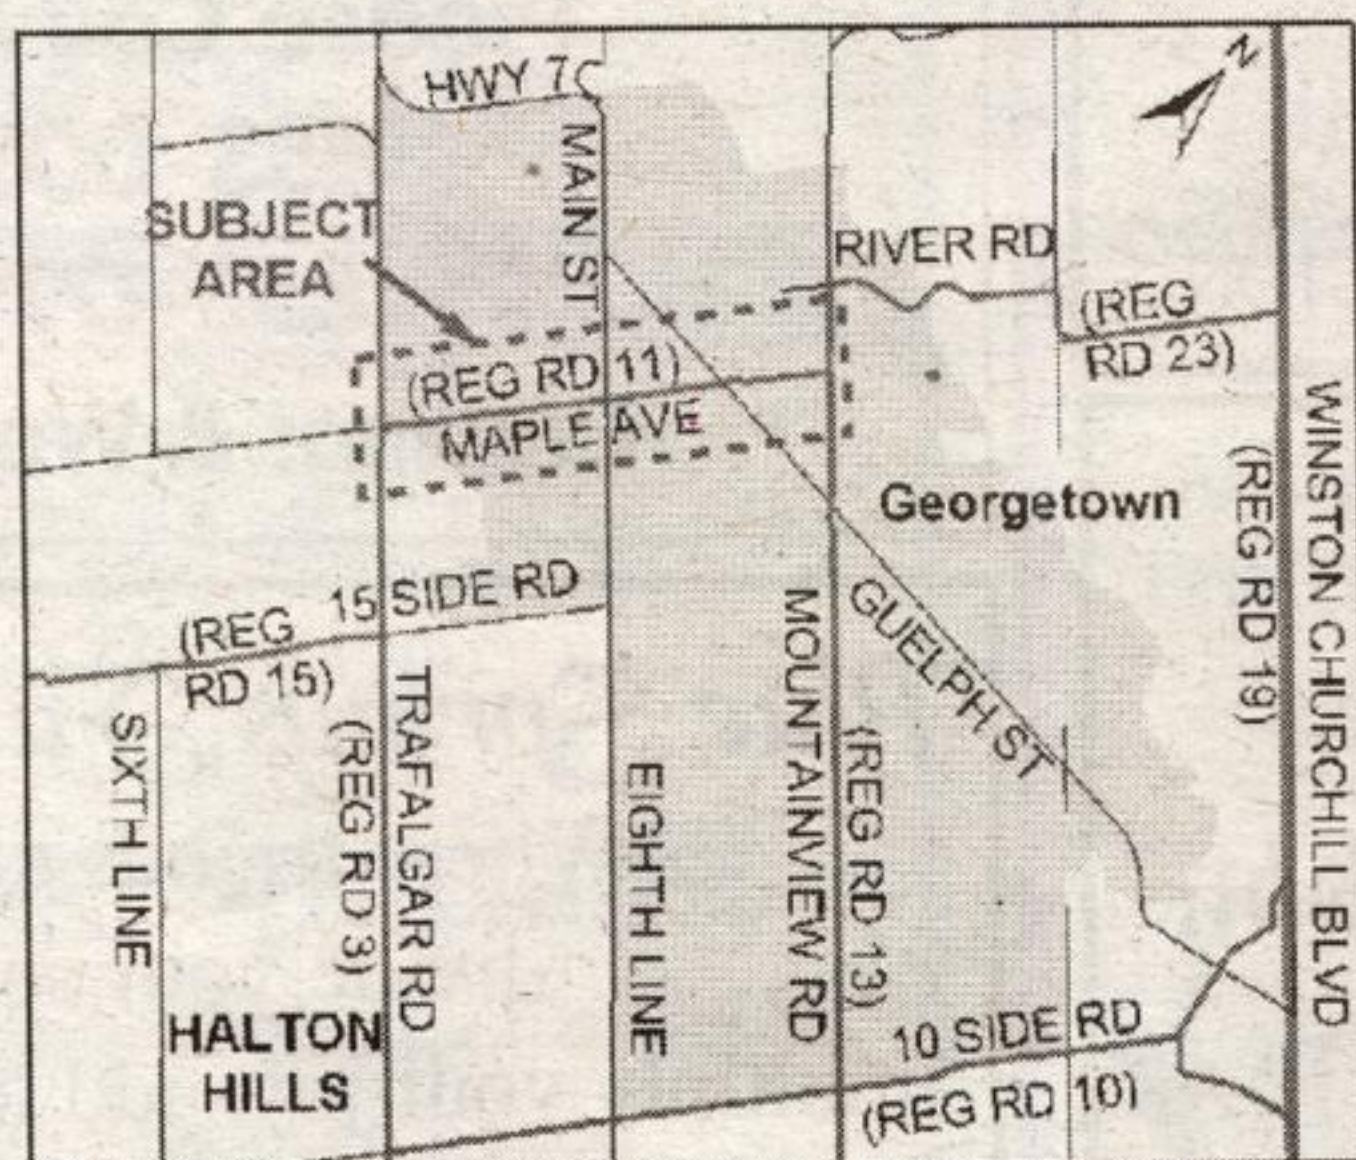 HWY 7
N
MAIN ST
SUBJECT
AREA
RIVER RD
(REG
RD 23)
(REG RD 11)
MAPLE AVE
WINSTON CHURCHILL BLVD
(REG RD 19)
Georgetown
15 SIDE RD
(REG
RD 15)
GUELPH ST
MOUNTAINVIEW RD
(REG RD 13)
TRAFALGAR RD
(REG RD 3)
SIXTH LINE
EIGHTH LINE
HALTON
HILLS
10 SIDE RD
(REG RD 10)